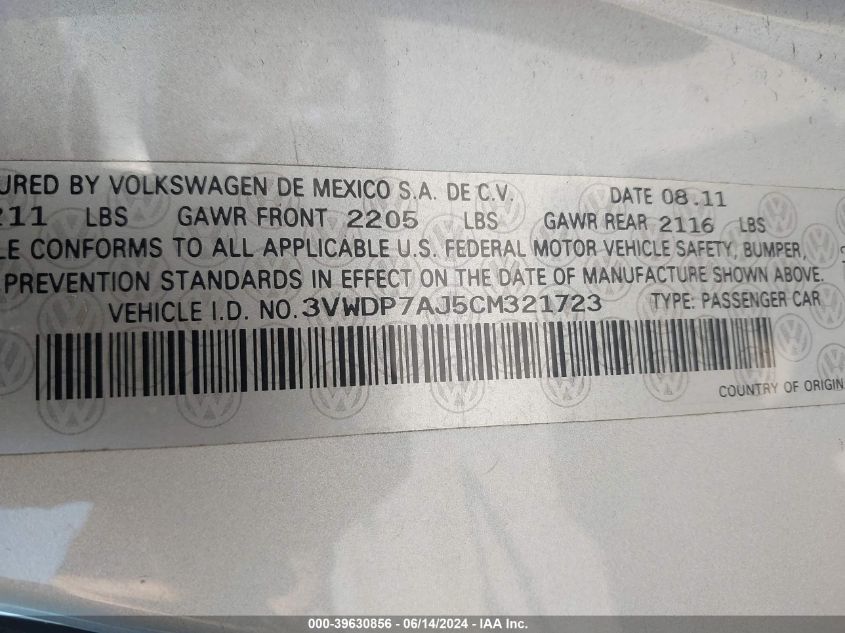 URED BY VOLKSWAGEN DE MEXICO S.A. DE C.V. DATE 08.11
211 LBS GAWR FRONT 2205 LBS GAWR REAR 2116 LBS
LE CONFORMS TO ALL APPLICABLE U.S. FEDERAL MOTOR VEHICLE SAFETY, BUMPER,
PREVENTION STANDARDS IN EFFECT ON THE DATE OF MANUFACTURE SHOWN ABOVE.
VEHICLE I.D. NO. 3VWDP7AJ5CM321723 TYPE: PASSENGER CAR
COUNTRY OF ORIGIN
000-39630856 - 06/14/2024 - IAA Inc.